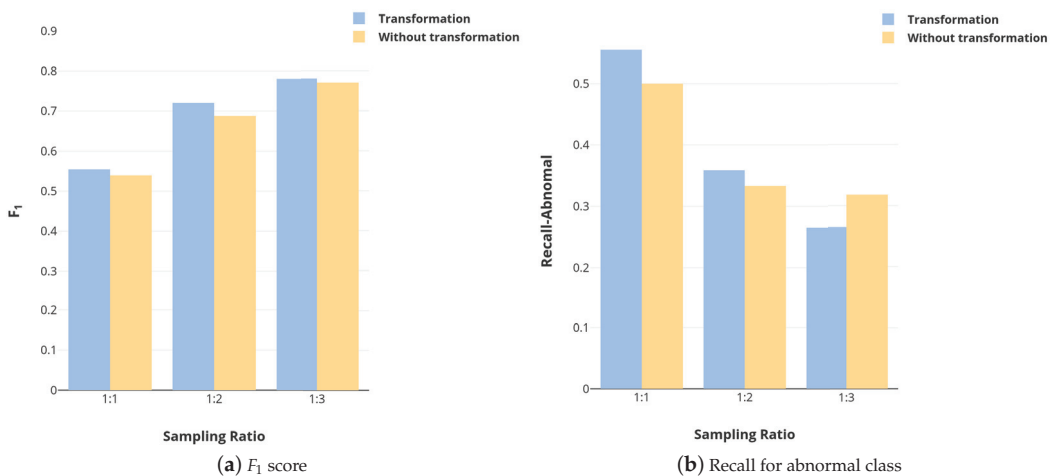 Transformation
Without transformation
0.9
0.8
0.7
0.6
0.5
0.4
0.3
0.2
0.1
0
F1
1:1 1:2 1:3
Sampling Ratio
(a) F1 score
Transformation
Without transformation
0.5
0.4
0.3
0.2
0.1
0
Recall-Abnomal
1:1 1:2 1:3
Sampling Ratio
(b) Recall for abnormal class